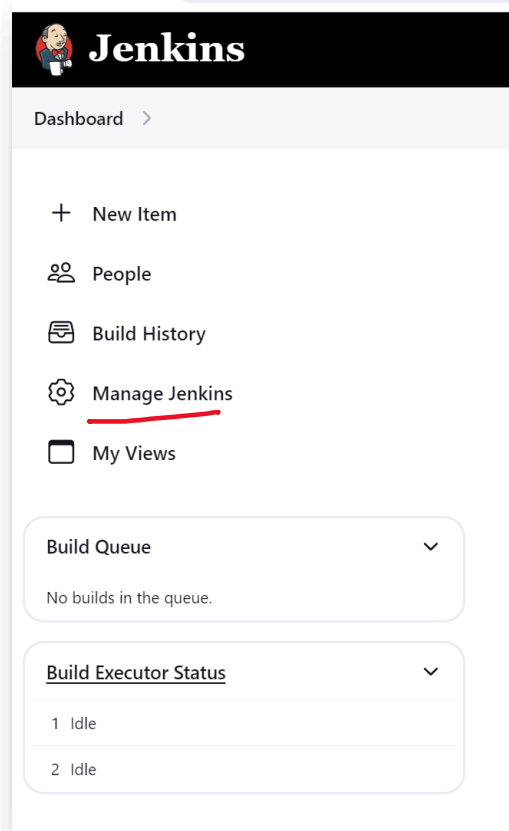 Jenkins
Dashboard
New Item
People
Build History
Manage Jenkins
My Views
Build Queue
No builds in the queue.
Build Executor Status
1 Idle
2 Idle